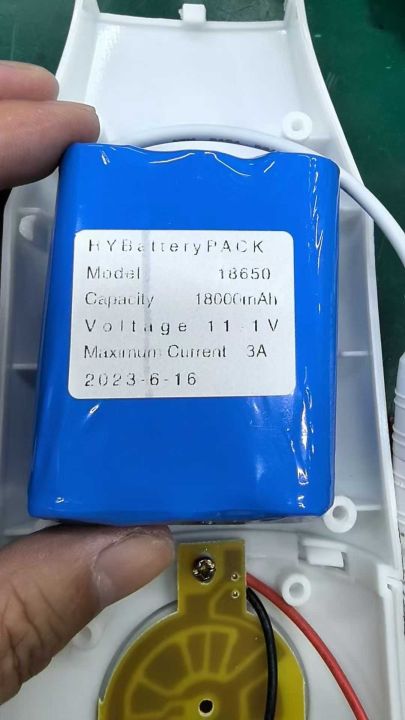 HYBatteryPACK
Model 18650
Capacity 18000mAh
Voltage 11.1V
Maximum Current 3A
2023-6-16